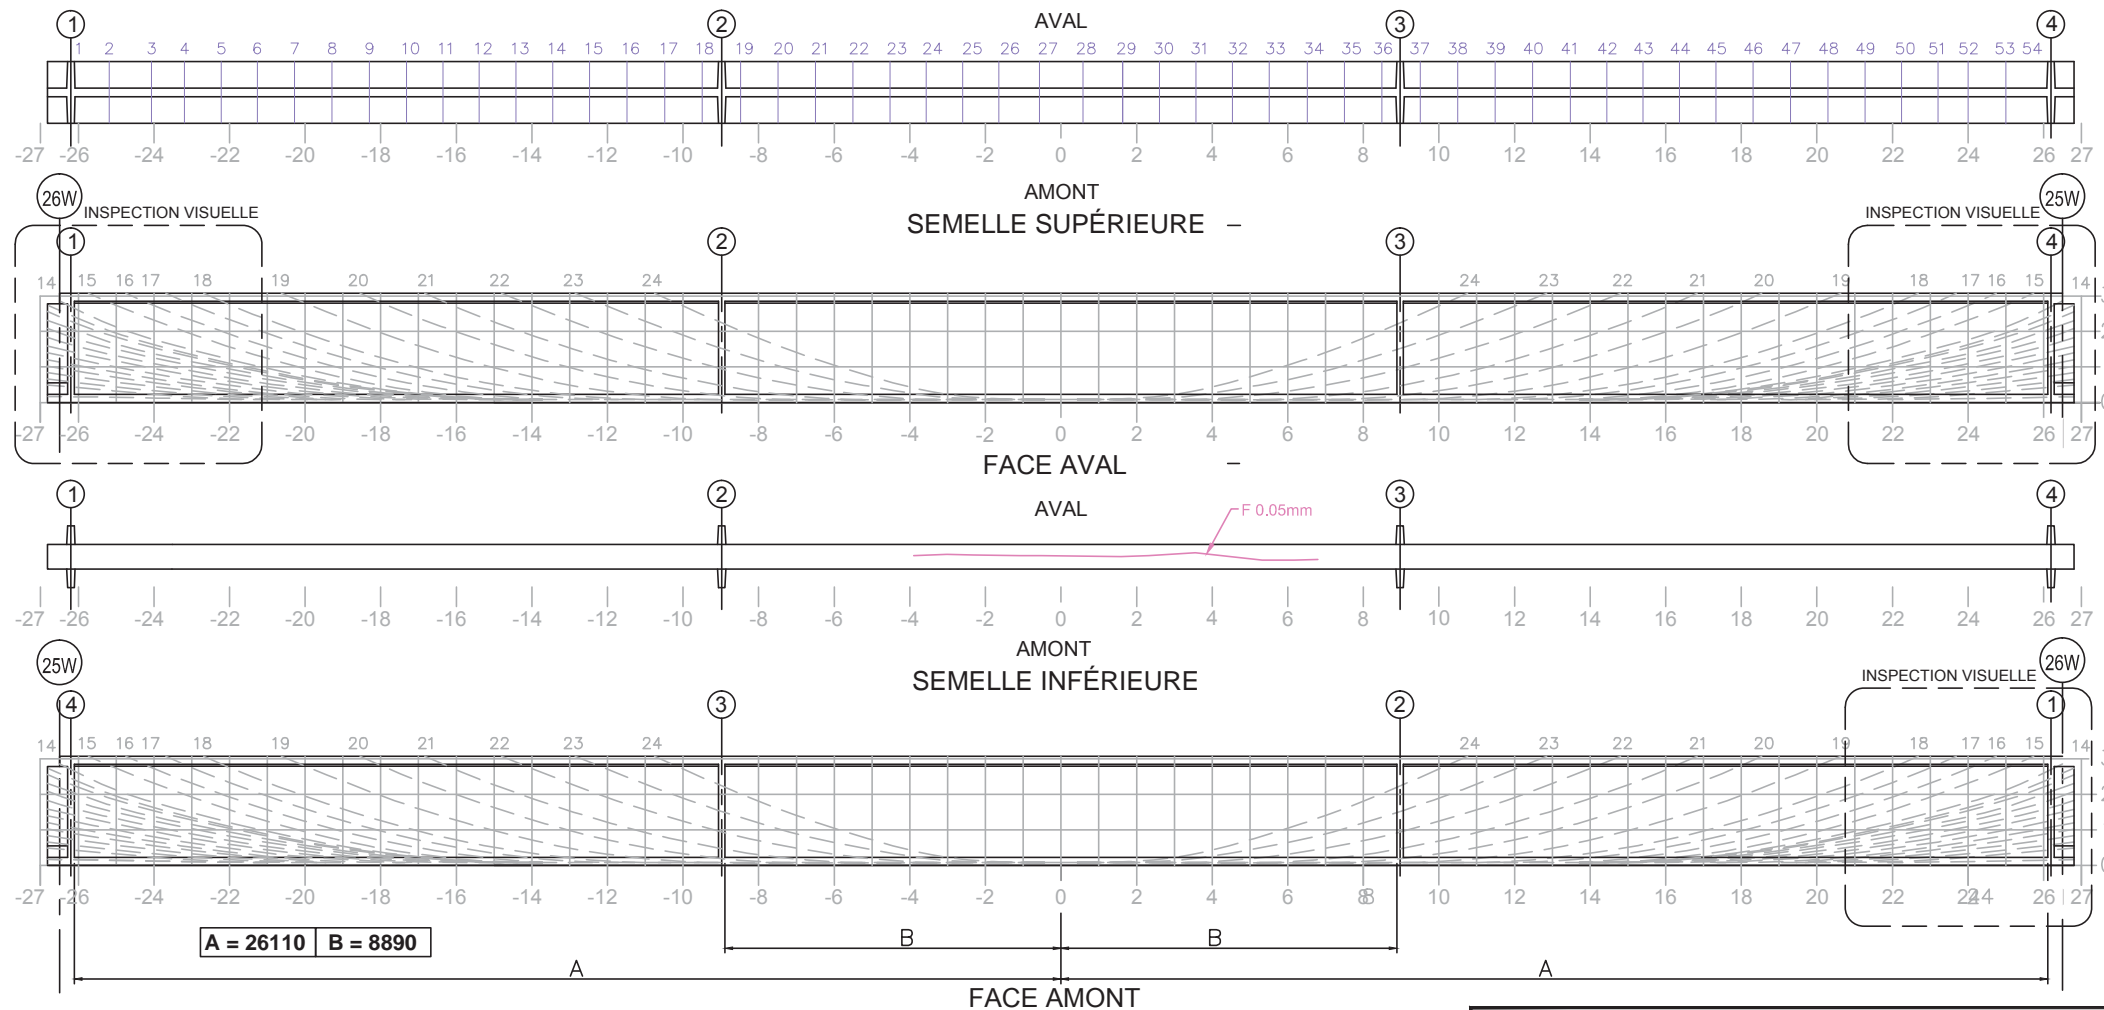 1 2 AVAL 3 4
1 2 3 4 5 6 7 8 9 10 11 12 13 14 15 16 17 18 19 20 21 22 23 24 25 26 27 28 29 30 31 32 33 34 35 36 37 38 39 40 41 42 43 44 45 46 47 48 49 50 51 52 53 54
-27 -26 -24 -22 -20 -18 -16 -14 -12 -10 -8 -6 -4 -2 0 2 4 6 8 10 12 14 16 18 20 22 24 26 27
AMONT
SEMELLE SUPÉRIEURE –
26W 25W
INSPECTION VISUELLE INSPECTION VISUELLE
1 2 3 4
14 15 16 17 18 19 20 21 22 23 24 24 23 22 21 20 19 18 17 16 15 14
-27 -26 -24 -22 -20 -18 -16 -14 -12 -10 -8 -6 -4 -2 0 2 4 6 8 10 12 14 16 18 20 22 24 26 27
FACE AVAL –
1 2 AVAL 3 4
F 0.05mm
-27 -26 -24 -22 -20 -18 -16 -14 -12 -10 -8 -6 -4 -2 0 2 4 6 8 10 12 14 16 18 20 22 24 26 27
AMONT
SEMELLE INFÉRIEURE
25W 26W
INSPECTION VISUELLE
4 3 2 1
14 15 16 17 18 19 20 21 22 23 24 24 23 22 21 20 19 18 17 16 15 14
-27 -26 -24 -22 -20 -18 -16 -14 -12 -10 -8 -6 -4 -2 0 2 4 6 8 10 12 14 16 18 20 22 24 26 27
A = 26110 B = 8890
B B
A A
FACE AMONT